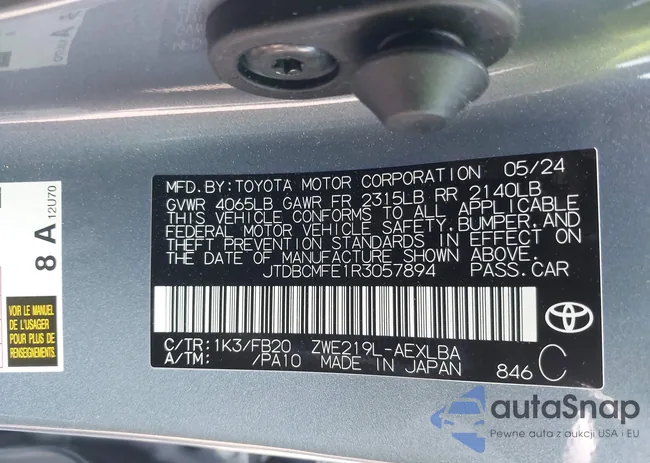 8 A
12U70
LIRE LE MANUEL
DE L'USAGER
POUR PLUS DE
RENSEIGNEMENTS.
MFD.BY:TOYOTA MOTOR CORPORATION 05/24
GVWR 4065LB GAWR FR 2315LB RR 2140LB
THIS VEHICLE CONFORMS TO ALL APPLICABLE
FEDERAL MOTOR VEHICLE SAFETY,BUMPER,AND
THEFT PREVENTION STANDARDS IN EFFECT ON
THE DATE OF MANUFACTURE SHOWN ABOVE.
JTDBCMFE1R3057894 PASS.CAR
C/TR:1K3/FB20 ZWE219L-AEXLBA
A/TM: /PA10 MADE IN JAPAN 846 C
TOYOTA
autaSnap
Pewne auta z aukcji USA i EU